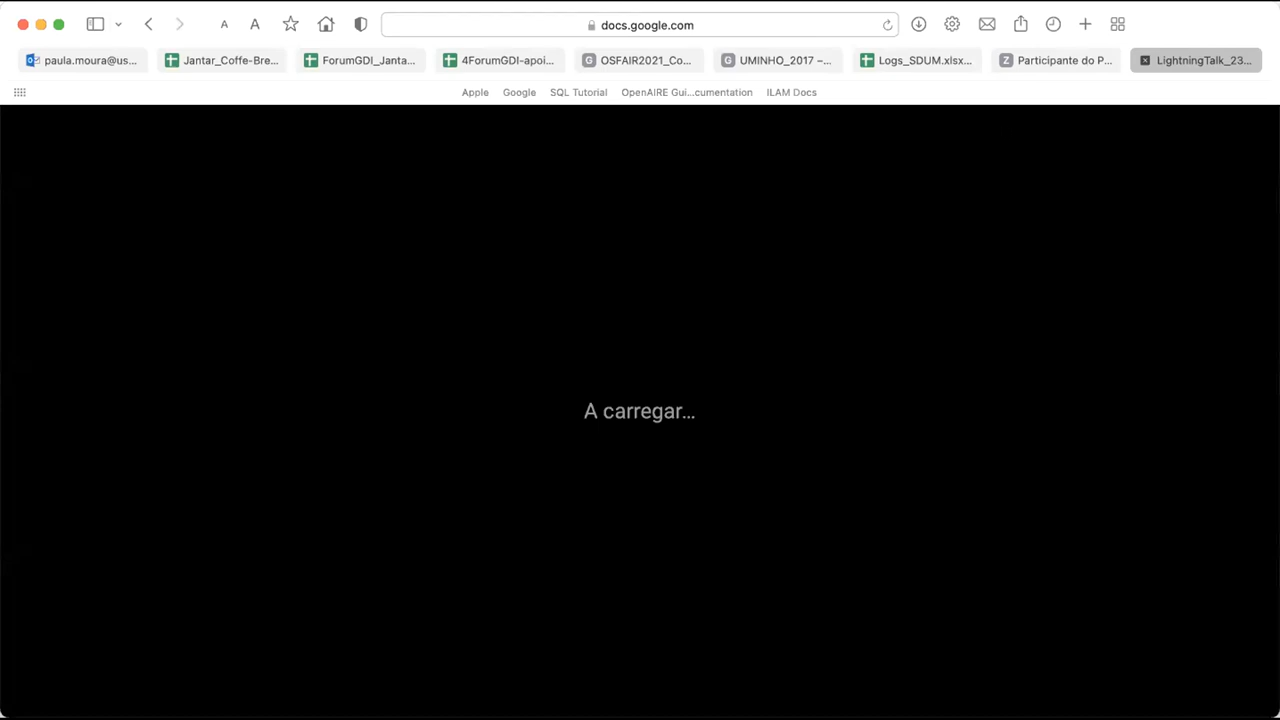 A A docs.google.com
paula.moura@us... Jantar_Coffe-Bre... ForumGDI_Janta... 4ForumGDI-apoi... OSFAIR2021_Co... UMINHO_2017 –... Logs_SDUM.xlsx... Z Participante do P... LightningTalk_23...
Apple Google SQL Tutorial OpenAIRE Gui...cumentation ILAM Docs
A carregar...